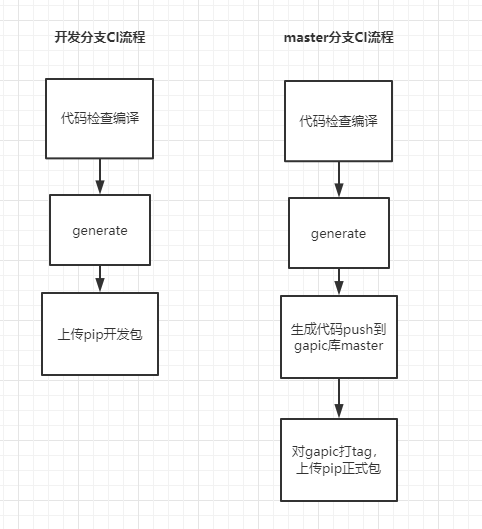 开发分支CI流程
代码检查编译
generate
上传pip开发包
master分支CI流程
代码检查编译
generate
生成代码push到
gapic库master
对gapic打tag,
上传pip正式包